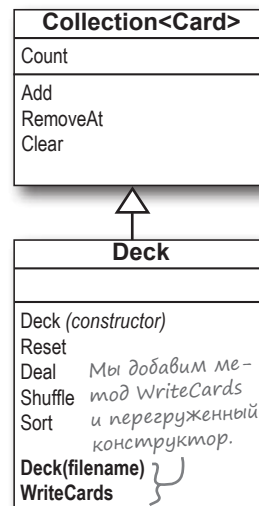 Collection<Card>
Count
Add
RemoveAt
Clear
Deck
Deck (constructor)
Reset
Deal
Shuffle
Sort
Мы добавим ме-
тод WriteCards
и перегруженный
конструктор.
Deck(filename)
WriteCards